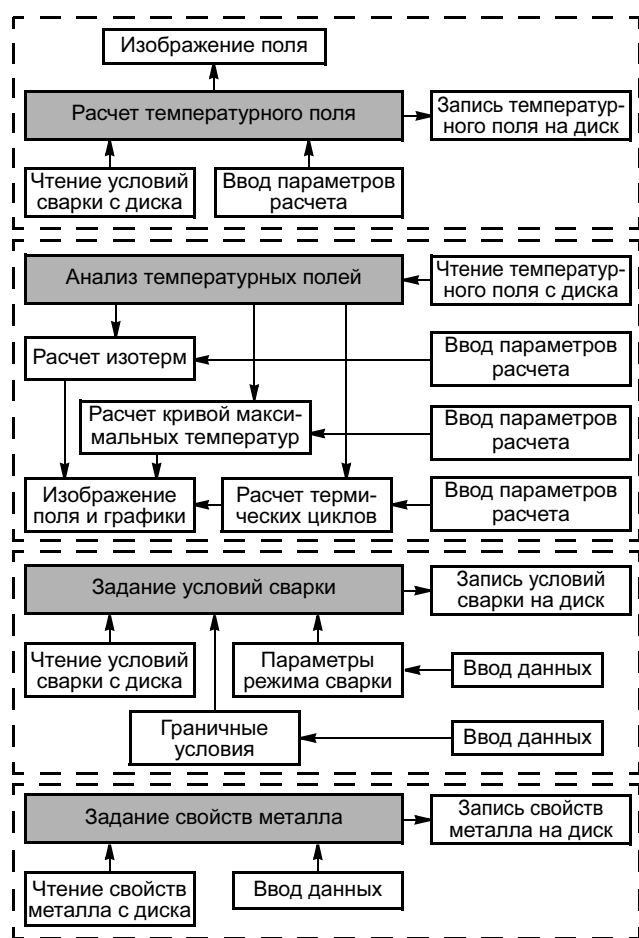 Изображение поля
Расчет температурного поля
Запись температур-
ного поля на диск
Чтение условий
сварки с диска
Ввод параметров
расчета
Анализ температурных полей
Чтение температур-
ного поля с диска
Расчет изотерм
Ввод параметров
расчета
Расчет кривой макси-
мальных температур
Ввод параметров
расчета
Изображение
поля и графики
Расчет терми-
ческих циклов
Ввод параметров
расчета
Задание условий сварки
Запись условий
сварки на диск
Чтение условий
сварки с диска
Параметры
режима сварки
Ввод данных
Граничные
условия
Ввод данных
Задание свойств металла
Запись свойств
металла на диск
Чтение свойств
металла с диска
Ввод данных